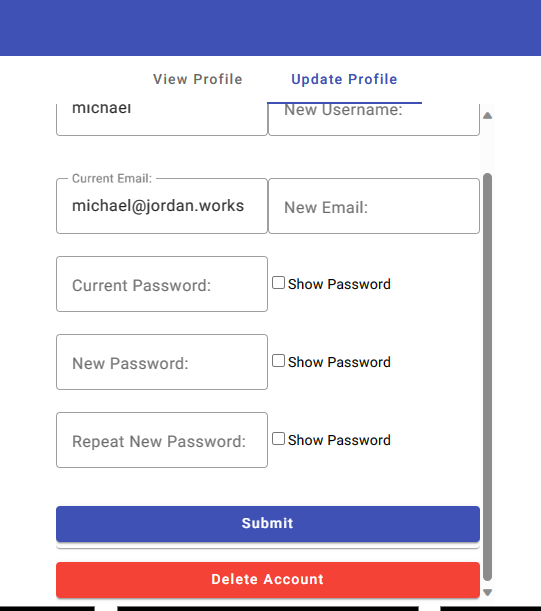 View Profile Update Profile
michael New Username:
Current Email:
michael@jordan.works New Email:
Current Password: Show Password
New Password: Show Password
Repeat New Password: Show Password
Submit
Delete Account